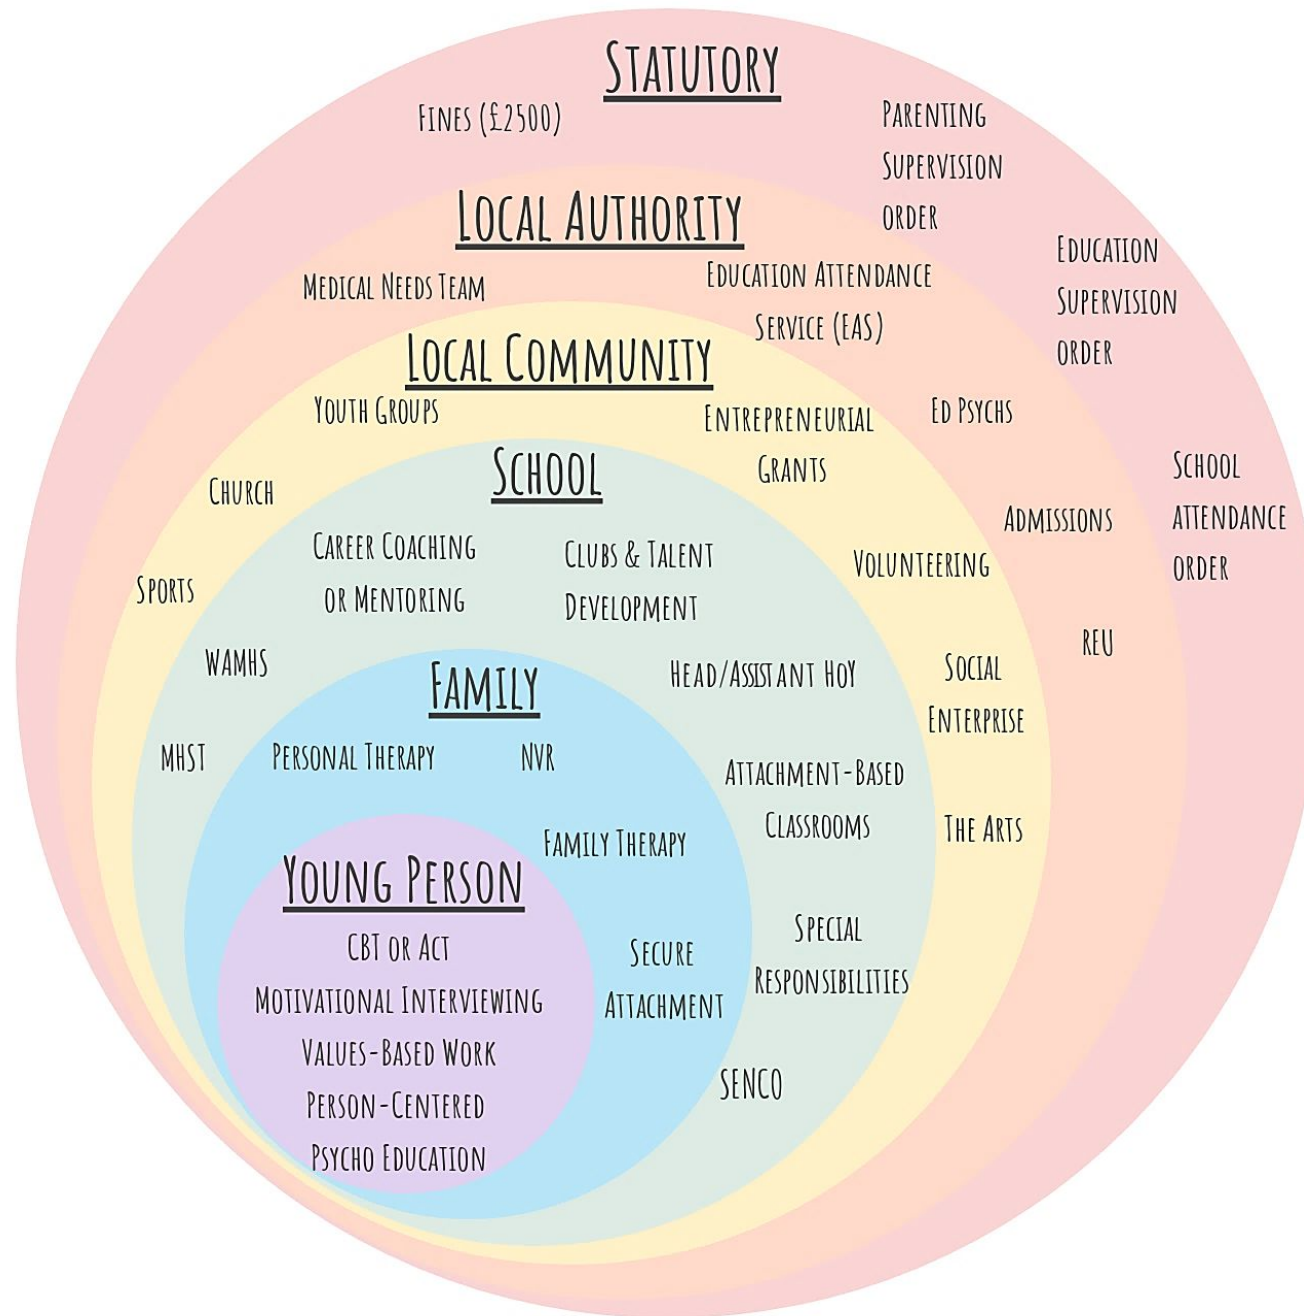 Statutory
Fines (£2500)
Parenting
Supervision
order
Education
Supervision
order
School
attendance
order
Local Authority
Medical Needs Team
Education Attendance
Service (EAS)
Ed Psychs
Admissions
REU
Local Community
Youth Groups
Church
Sports
Entrepreneurial
Grants
Volunteering
Social
Enterprise
The Arts
School
Career Coaching
or Mentoring
Clubs & Talent
Development
WAMHS
MHST
Head/Assistant HoY
Attachment-Based
Classrooms
Special
Responsibilities
SENCO
Family
Personal Therapy
NVR
Family Therapy
Secure
Attachment
Young Person
CBT or Act
Motivational Interviewing
Values-Based Work
Person-Centered
Psycho Education